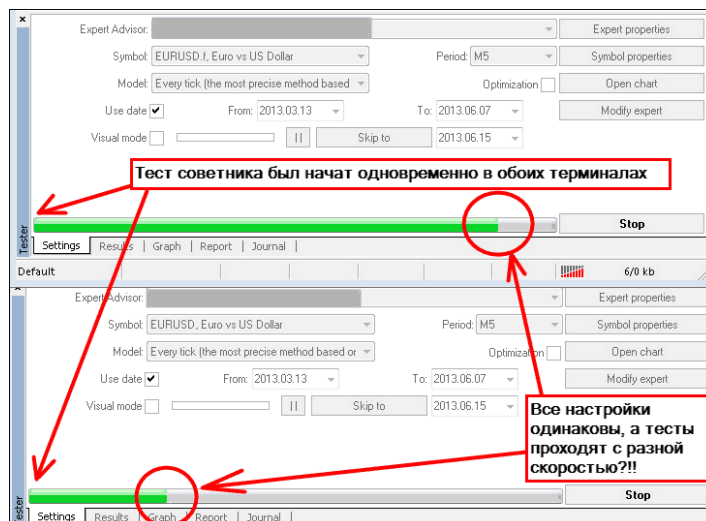 Expert Advisor:
Expert properties
Symbol: EURUSD.f, Euro vs US Dollar
Period: M5
Symbol properties
Model: Every tick (the most precise method based
Optimization
Open chart
Use date
From: 2013.03.13
To: 2013.06.07
Modify expert
Visual mode
Skip to
2013.06.15
Тест советника был начат одновременно в обоих терминалах
Stop
Tester
Settings | Results | Graph | Report | Journal |
Default
6/0 kb
Expert Advisor:
Expert properties
Symbol: EURUSD, Euro vs US Dollar
Period: M5
Symbol properties
Model: Every tick (the most precise method based or
Optimization
Open chart
Use date
From: 2013.03.13
To: 2013.06.07
Modify expert
Visual mode
Skip to
2013.06.15
Все настройки
одинаковы, а тесты
проходят с разной
скоростью?!!
Stop
Tester
Settings | Results | Graph | Report | Journal |